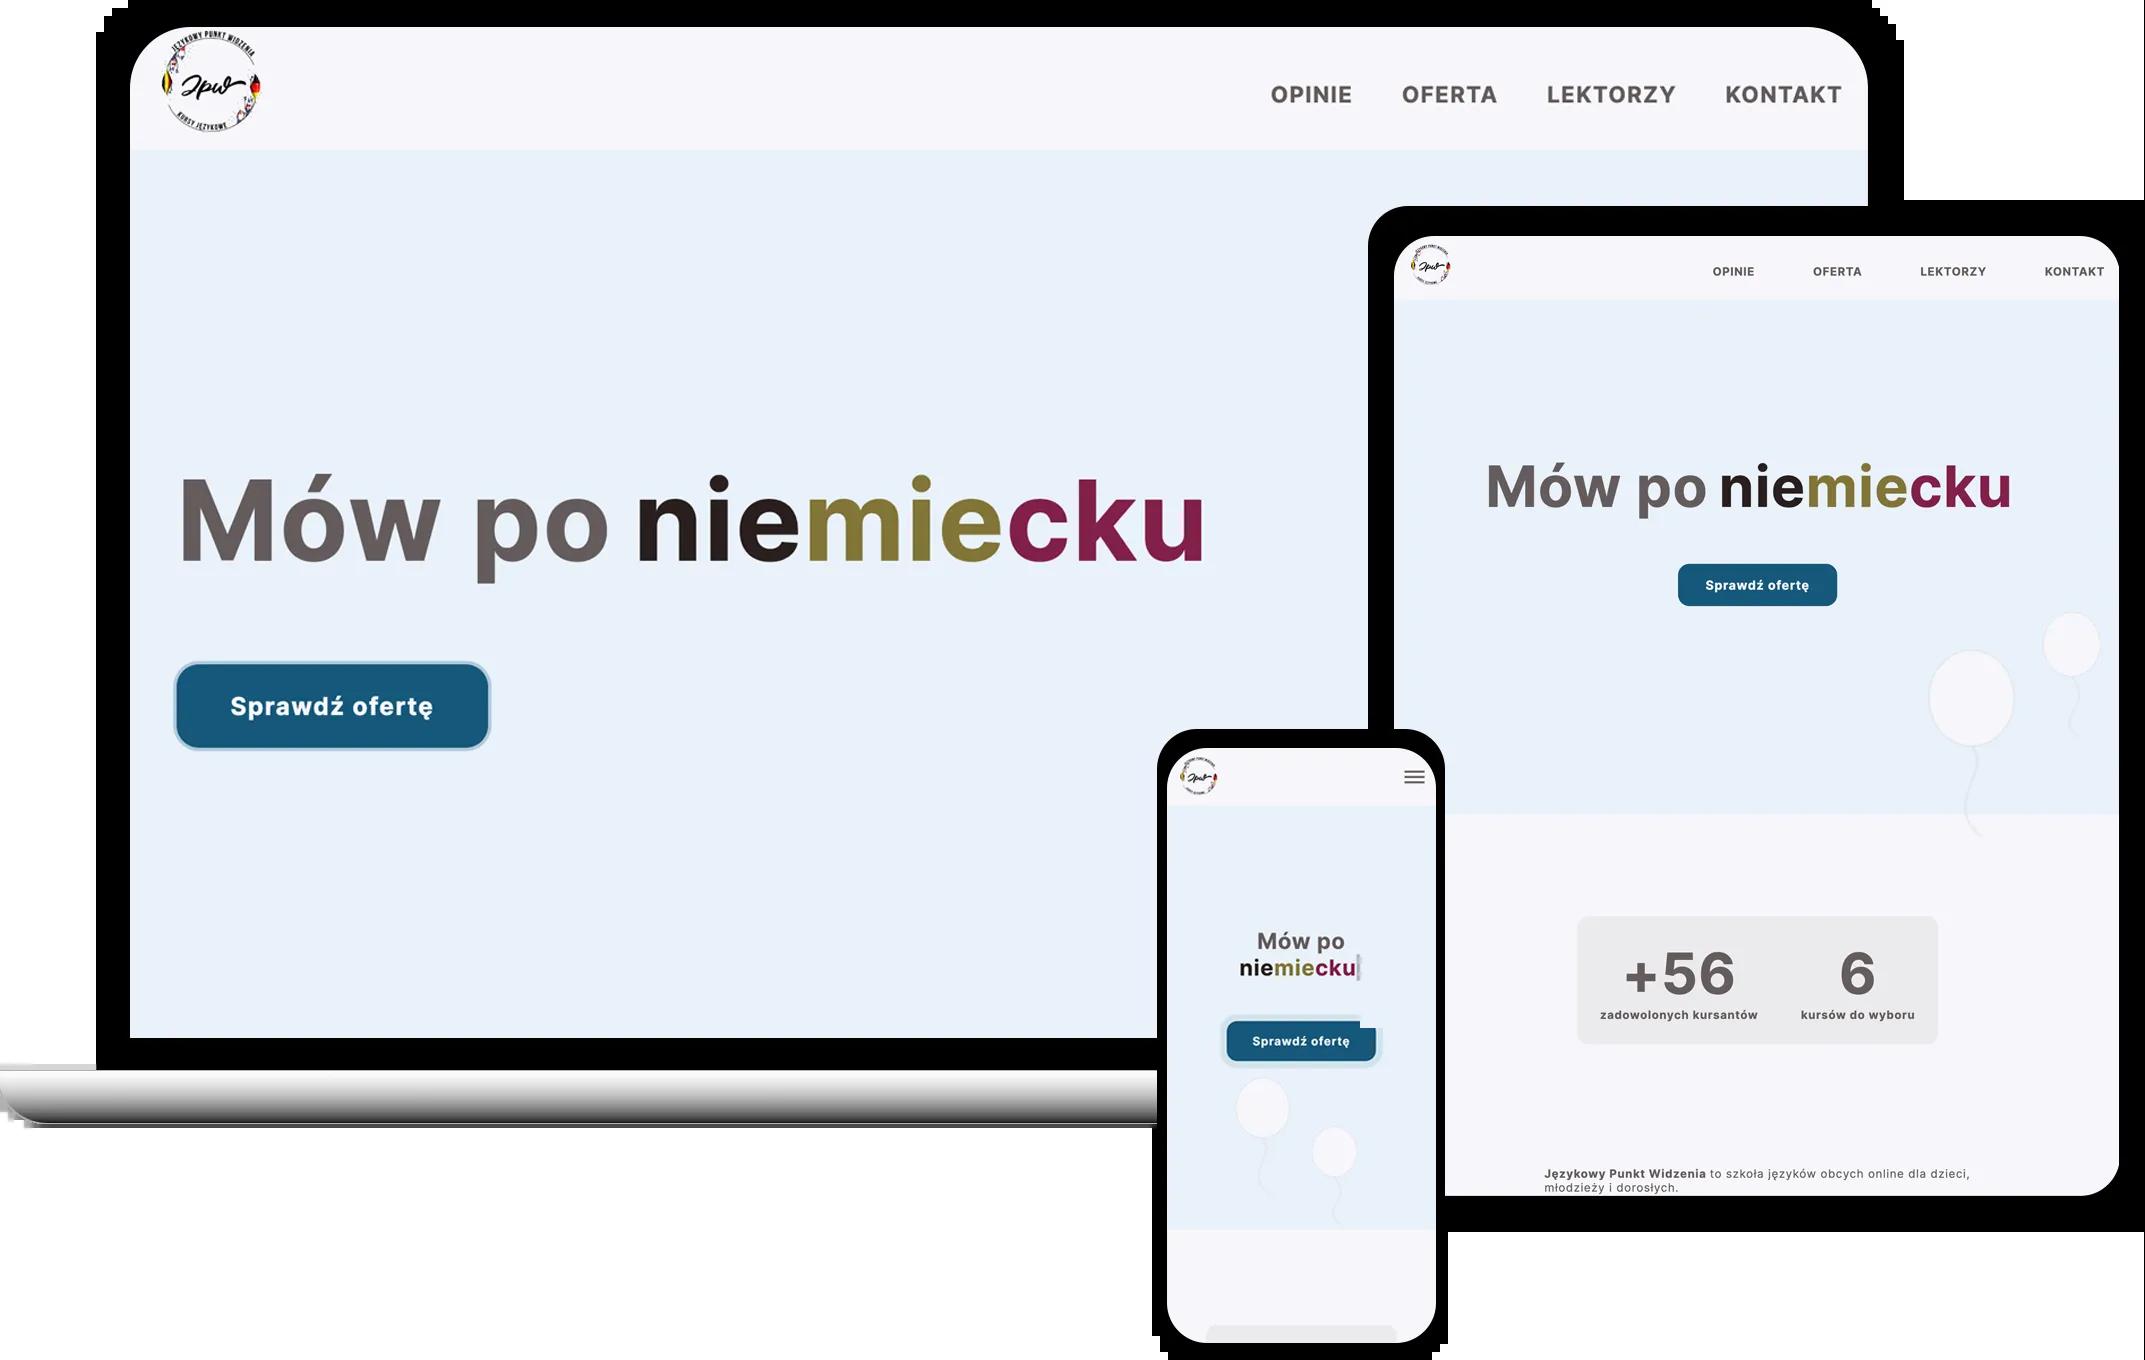 JĘZYKOWY PUNKT WIDZENIA
Jpw
KURSY JĘZYKOWE
OPINIE OFERTA LEKTORZY KONTAKT
Mów po niemiecku
Sprawdź ofertę
Jpw
OPINIE OFERTA LEKTORZY KONTAKT
Mów po niemiecku
Sprawdź ofertę
+56 6
zadowolonych kursantów kursów do wyboru
Językowy Punkt Widzenia to szkoła języków obcych online dla dzieci,
młodzieży i dorosłych.
Jpw
Mów po
niemiecku
Sprawdź ofertę